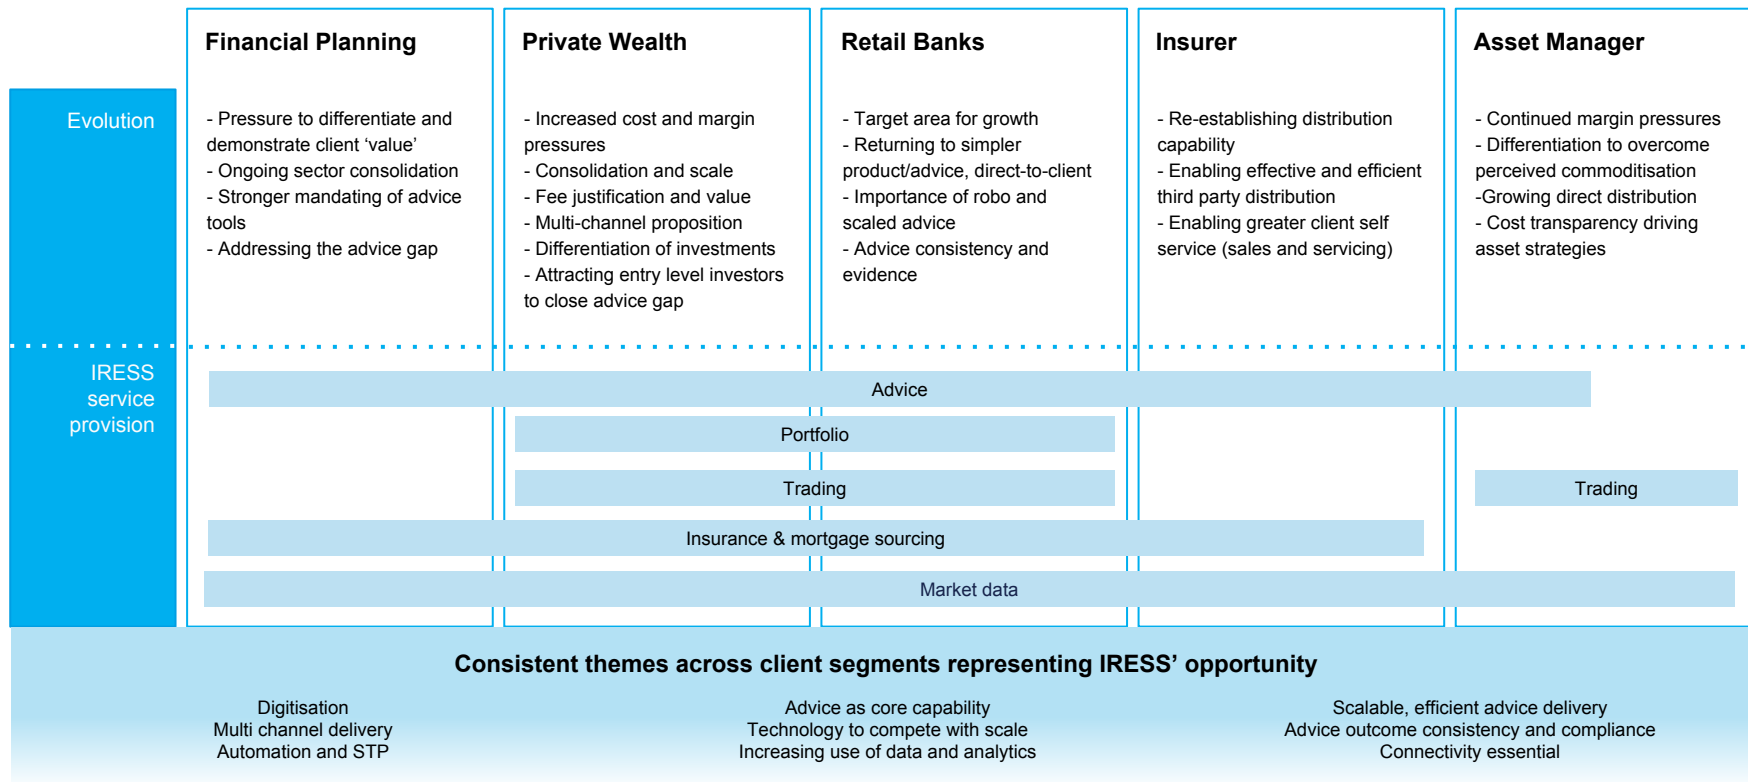 Financial Planning
Private Wealth
Retail Banks
Insurer
Asset Manager
Evolution
- Pressure to differentiate and
demonstrate client ‘value’
- Ongoing sector consolidation
- Stronger mandating of advice
tools
- Addressing the advice gap
- Increased cost and margin
pressures
- Consolidation and scale
- Fee justification and value
- Multi-channel proposition
- Differentiation of investments
- Attracting entry level investors
to close advice gap
- Target area for growth
- Returning to simpler
product/advice, direct-to-client
- Importance of robo and
scaled advice
- Advice consistency and
evidence
- Re-establishing distribution
capability
- Enabling effective and efficient
third party distribution
- Enabling greater client self
service (sales and servicing)
- Continued margin pressures
- Differentiation to overcome
perceived commoditisation
-Growing direct distribution
- Cost transparency driving
asset strategies
IRESS
service
provision
Advice
Portfolio
Trading
Trading
Insurance & mortgage sourcing
Market data
Consistent themes across client segments representing IRESS’ opportunity
Digitisation
Multi channel delivery
Automation and STP
Advice as core capability
Technology to compete with scale
Increasing use of data and analytics
Scalable, efficient advice delivery
Advice outcome consistency and compliance
Connectivity essential